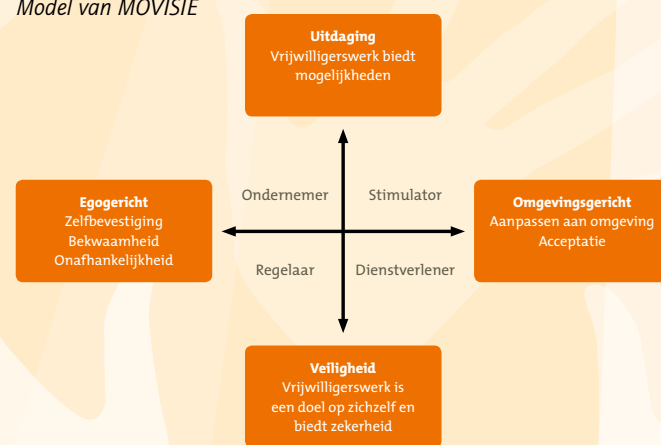 Model van MOVISIE
Uitdaging
Vrijwilligerswerk biedt
mogelijkheden
Ondernemer
Stimulator
Egogericht
Zelfbevestiging
Bekwaamheid
Onafhankelijkheid
Omgevingsgericht
Aanpassen aan omgeving
Acceptatie
Regelaar
Dienstverlener
Veiligheid
Vrijwilligerswerk is
een doel op zichzelf en
biedt zekerheid